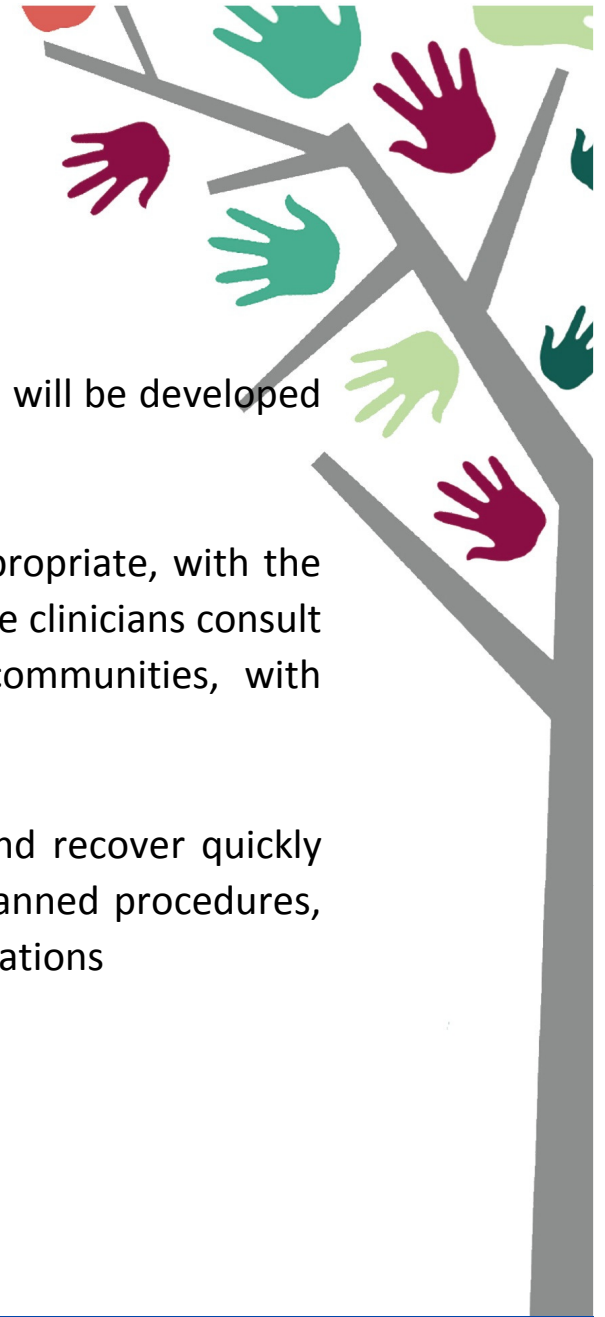 will be developed
propriate, with the
e clinicians consult
communities, with
nd recover quickly
anned procedures,
ations